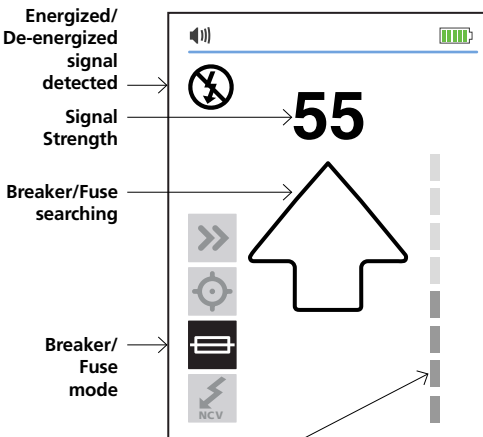 Energized/
De-energized
signal
detected
Signal
Strength
55
Breaker/Fuse
searching
Breaker/
Fuse
mode
NCV